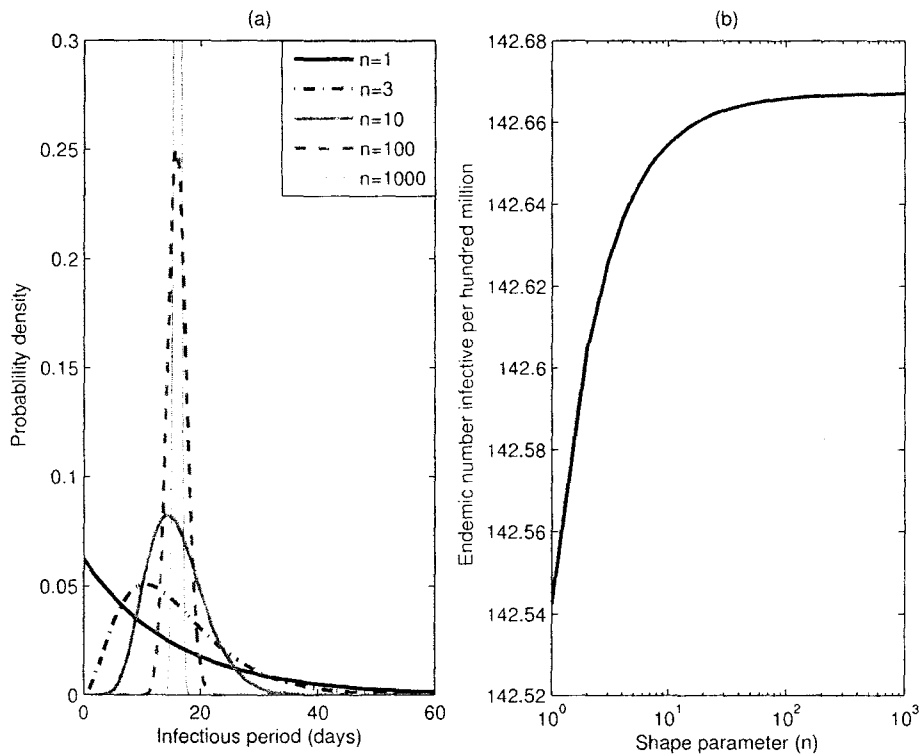 (a)
0.3
0.25
0.2
0.15
0.1
0.05
0
Probablility density
n=1
n=3
n=10
n=100
n=1000
0
20
40
60
Infectious period (days)
(b)
142.68
142.66
142.64
142.62
142.6
142.58
142.56
142.54
142.52
Endemic number infective per hundred million
10^0
10^1
10^2
10^3
Shape parameter (n)